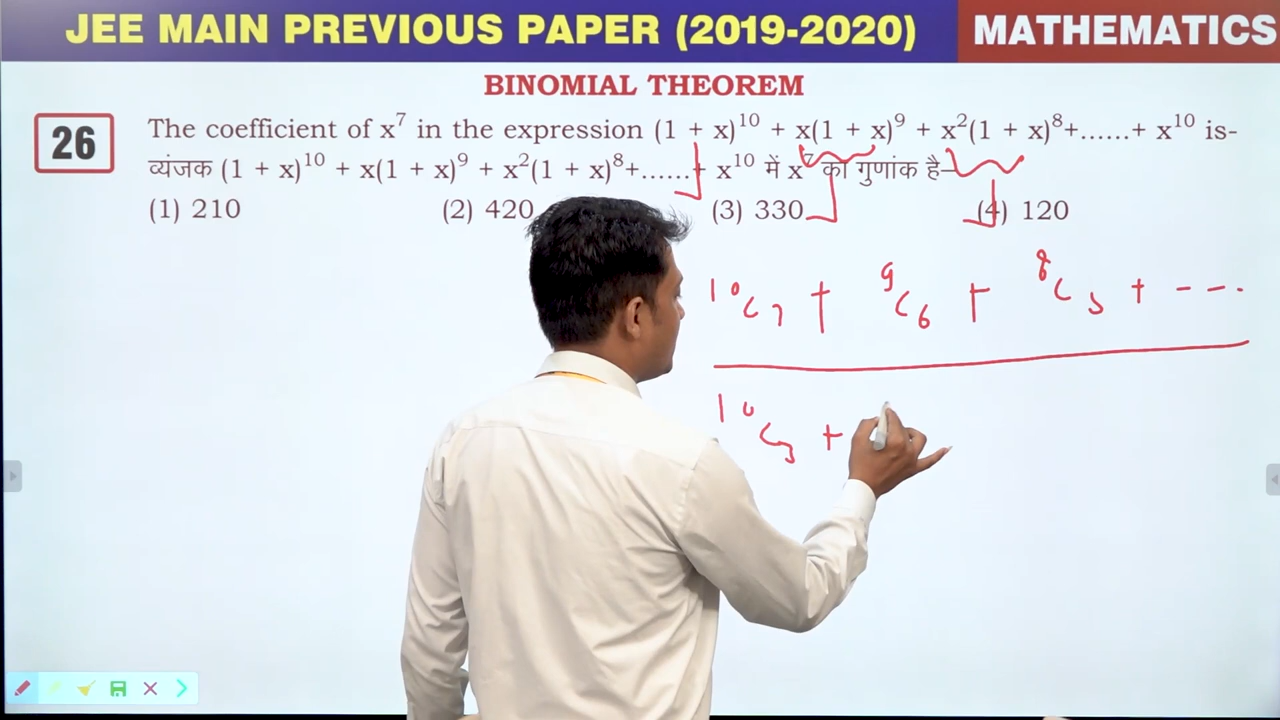 JEE MAIN PREVIOUS PAPER (2019-2020) MATHEMATICS
BINOMIAL THEOREM
26 The coefficient of x⁷ in the expression (1 + x)¹⁰ + x(1 + x)⁹ + x²(1 + x)⁸+......+ x¹⁰ is-
व्यंजक (1 + x)¹⁰ + x(1 + x)⁹ + x²(1 + x)⁸+......+ x¹⁰ में x⁷ का गुणांक है-
(1) 210 (2) 420 (3) 330 (4) 120
¹⁰C₇ + ⁹C₆ + ⁸C₅ + ---.
¹⁰C₃ +